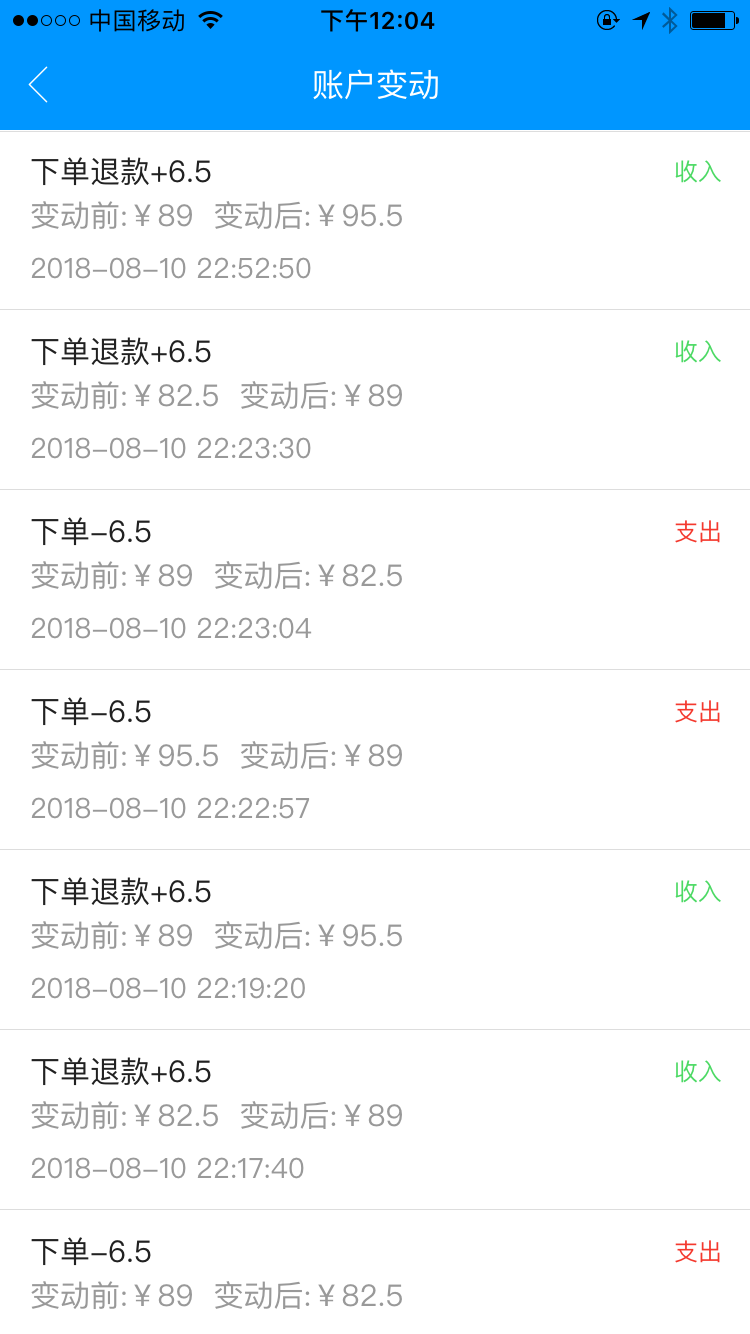 中国移动 下午12:04
账户变动
下单退款+6.5 收入
变动前:￥89 变动后:￥95.5
2018-08-10 22:52:50
下单退款+6.5 收入
变动前:￥82.5 变动后:￥89
2018-08-10 22:23:30
下单-6.5 支出
变动前:￥89 变动后:￥82.5
2018-08-10 22:23:04
下单-6.5 支出
变动前:￥95.5 变动后:￥89
2018-08-10 22:22:57
下单退款+6.5 收入
变动前:￥89 变动后:￥95.5
2018-08-10 22:19:20
下单退款+6.5 收入
变动前:￥82.5 变动后:￥89
2018-08-10 22:17:40
下单-6.5 支出
变动前:￥89 变动后:￥82.5